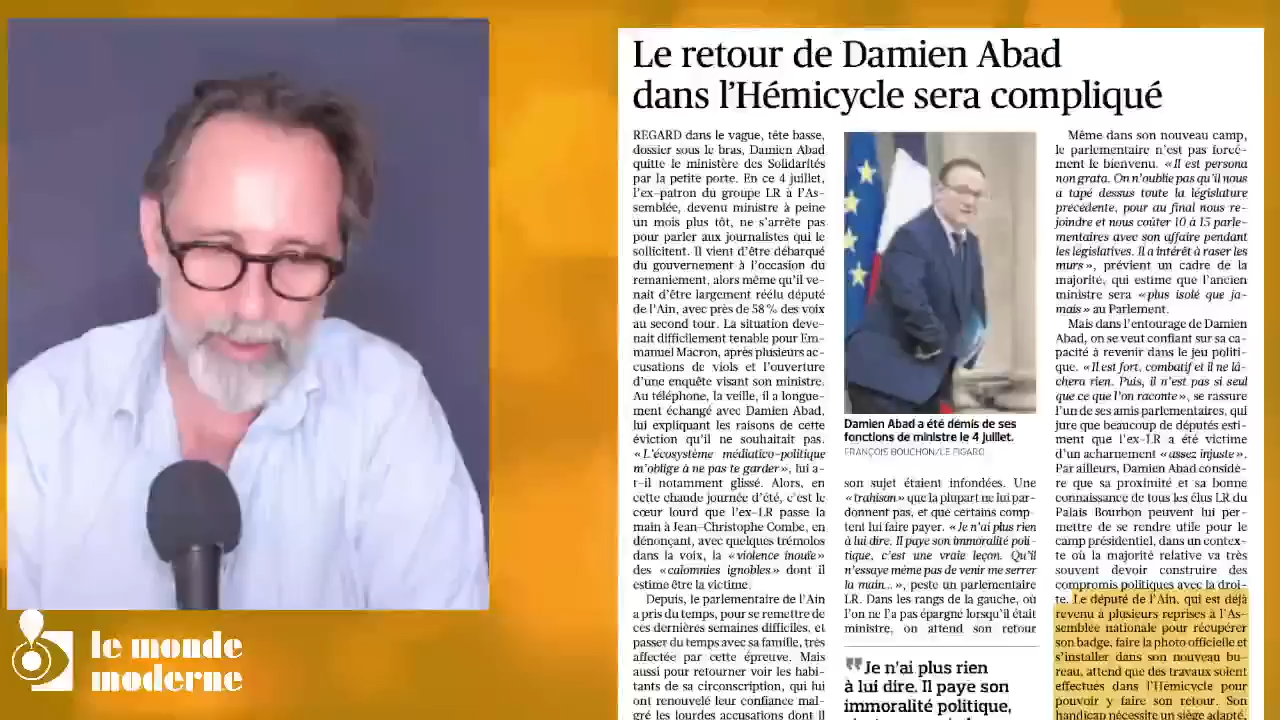 Le retour de Damien Abad
dans l'Hémicycle sera compliqué
REGARD dans le vague, tête basse,
dossier sous le bras, Damien Abad
quitte le ministère des Solidarités
par la petite porte. En ce 4 juillet,
l'ex-patron du groupe LR à l'As-
semblée, devenu ministre à peine
un mois plus tôt, ne s'arrête pas
pour parler aux journalistes qui le
sollicitent. Il vient d'être débarqué
du gouvernement à l'occasion du
remaniement, alors même qu'il ve-
nait d'être largement réélu député
de l'Ain, avec près de 58 % des voix
au second tour. La situation deve-
nait difficilement tenable pour Em-
manuel Macron, après plusieurs ac-
cusations de viols et l'ouverture
d'une enquête visant son ministre.
Au téléphone, la veille, il a longue-
ment échangé avec Damien Abad,
lui expliquant les raisons de cette
éviction qu'il ne souhaitait pas.
« L'écosystème médiatico-politique
m'oblige à ne pas te garder », lui a-
t-il notamment glissé. Alors, en
cette chaude journée d'été, c'est le
cœur lourd que l'ex-LR passe la
main à Jean-Christophe Combe, en
dénonçant, avec quelques trémolos
dans la voix, la « violence inouïe »
des « calomnies ignobles » dont il
estime être la victime.
Depuis, le parlementaire de l'Ain
a pris du temps, pour se remettre de
ces dernières semaines difficiles, et
passer du temps avec sa famille, très
affectée par cette épreuve. Mais
aussi pour retourner voir les habi-
tants de sa circonscription, qui lui
ont renouvelé leur confiance mal-
gré les lourdes accusations dont il
Damien Abad a été démis de ses
fonctions de ministre le 4 juillet.
FRANÇOIS BOUCHON/LE FIGARO
son sujet étaient infondées. Une
« trahison » que la plupart ne lui par-
donnent pas, et que certains comp-
tent lui faire payer. « Je n'ai plus rien
à lui dire. Il paye son immoralité poli-
tique, c'est une vraie leçon. Qu'il
n'essaye même pas de venir me serrer
la main... », peste un parlementaire
LR. Dans les rangs de la gauche, où
l'on ne l'a pas épargné lorsqu'il était
ministre, on attend son retour
Je n'ai plus rien
à lui dire. Il paye son
immoralité politique,
Même dans son nouveau camp,
le parlementaire n'est pas forcé-
ment le bienvenu. « Il est persona
non grata. On n'oublie pas qu'il nous
a tapé dessus toute la législature
précédente, pour au final nous re-
joindre et nous coûter 10 à 15 parle-
mentaires avec son affaire pendant
les législatives. Il a intérêt à raser les
murs », prévient un cadre de la
majorité, qui estime que l'ancien
ministre sera « plus isolé que ja-
mais » au Parlement.
Mais dans l'entourage de Damien
Abad, on se veut confiant sur sa ca-
pacité à revenir dans le jeu politi-
que. « Il est fort, combatif et il ne lâ-
chera rien. Puis, il n'est pas si seul
que ce que l'on raconte », se rassure
l'un de ses amis parlementaires, qui
jure que beaucoup de députés esti-
ment que l'ex-LR a été victime
d'un acharnement « assez injuste ».
Par ailleurs, Damien Abad considè-
re que sa proximité et sa bonne
connaissance de tous les élus LR du
Palais Bourbon peuvent lui per-
mettre de se rendre utile pour le
camp présidentiel, dans un contex-
te où la majorité relative va très
souvent devoir construire des
compromis politiques avec la droi-
te. Le député de l'Ain, qui est déjà
revenu à plusieurs reprises à l'As-
semblée nationale pour récupérer
son badge, faire la photo officielle et
s'installer dans son nouveau bu-
reau, attend que des travaux soient
effectués dans l'Hémicycle pour
pouvoir y faire son retour. Son
handicap nécessite un siège adapté.
le monde
moderne